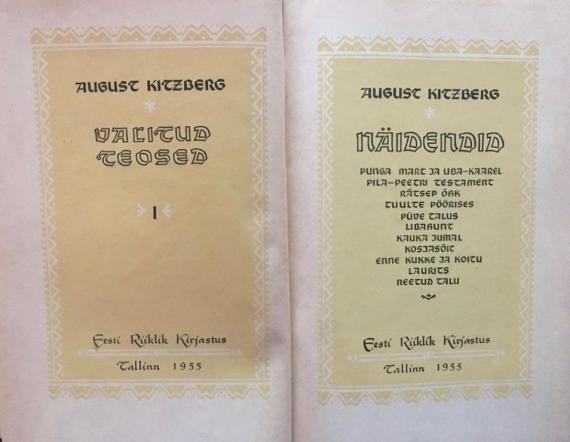 AUGUST KITZBERG
*
VALITUD
TEOSED
I
Eesti Riiklik Kirjastus
Tallinn 1955
AUGUST KITZBERG
*
NÄIDENDID
PUNGA MART JA UBA-KAAREL
PILA-PEETRI TESTAMENT
RÄTSEP ÕHK
TUULTE PÖÖRISES
PÜVE TALUS
LIBAHUNT
KAUKA JUMAL
KOSJASÕIT
ENNE KUKKE JA KOITU
LAURITS
NEETUD TALU
Eesti Riiklik Kirjastus
Tallinn 1955